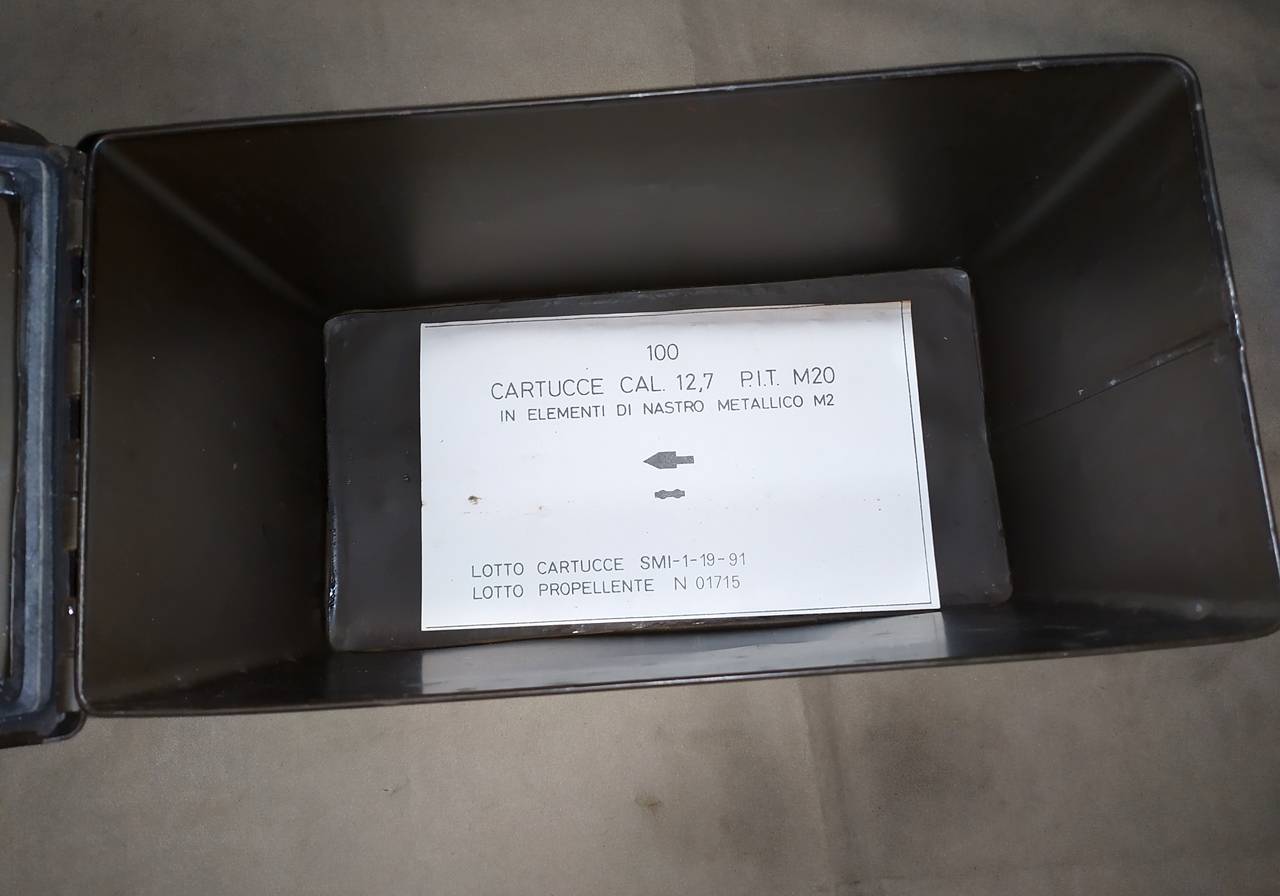 100
CARTUCCE CAL. 12,7 P.I.T. M20
IN ELEMENTI DI NASTRO METALLICO M2
LOTTO CARTUCCE SMI-1-19-91
LOTTO PROPELLENTE N 01715